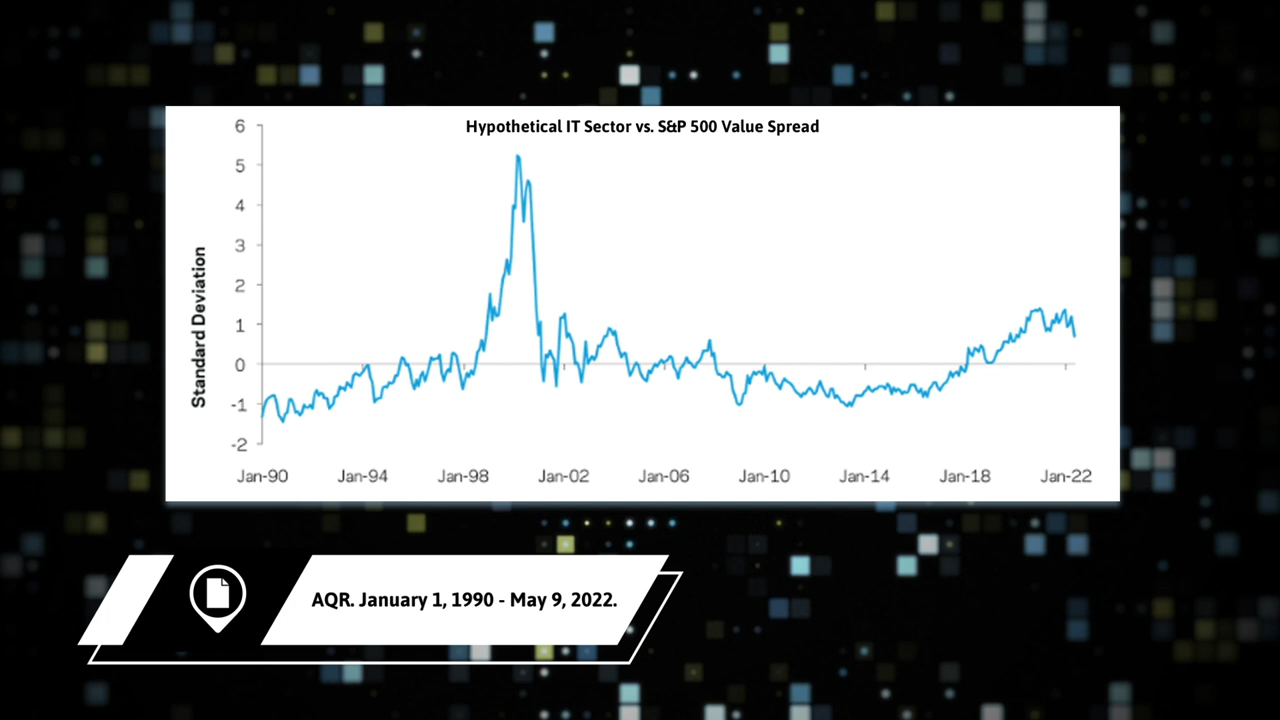 Hypothetical IT Sector vs. S&P 500 Value Spread
6
5
4
3
2
1
0
-1
-2
Standard Deviation
Jan-90 Jan-94 Jan-98 Jan-02 Jan-06 Jan-10 Jan-14 Jan-18 Jan-22
AQR. January 1, 1990 - May 9, 2022.